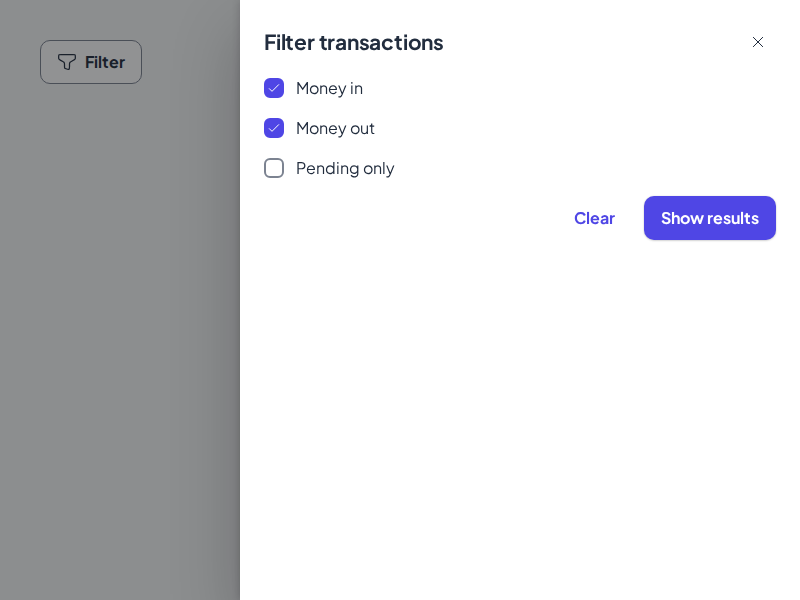 Filter
Filter transactions
Money in
Money out
Pending only
Clear
Show results